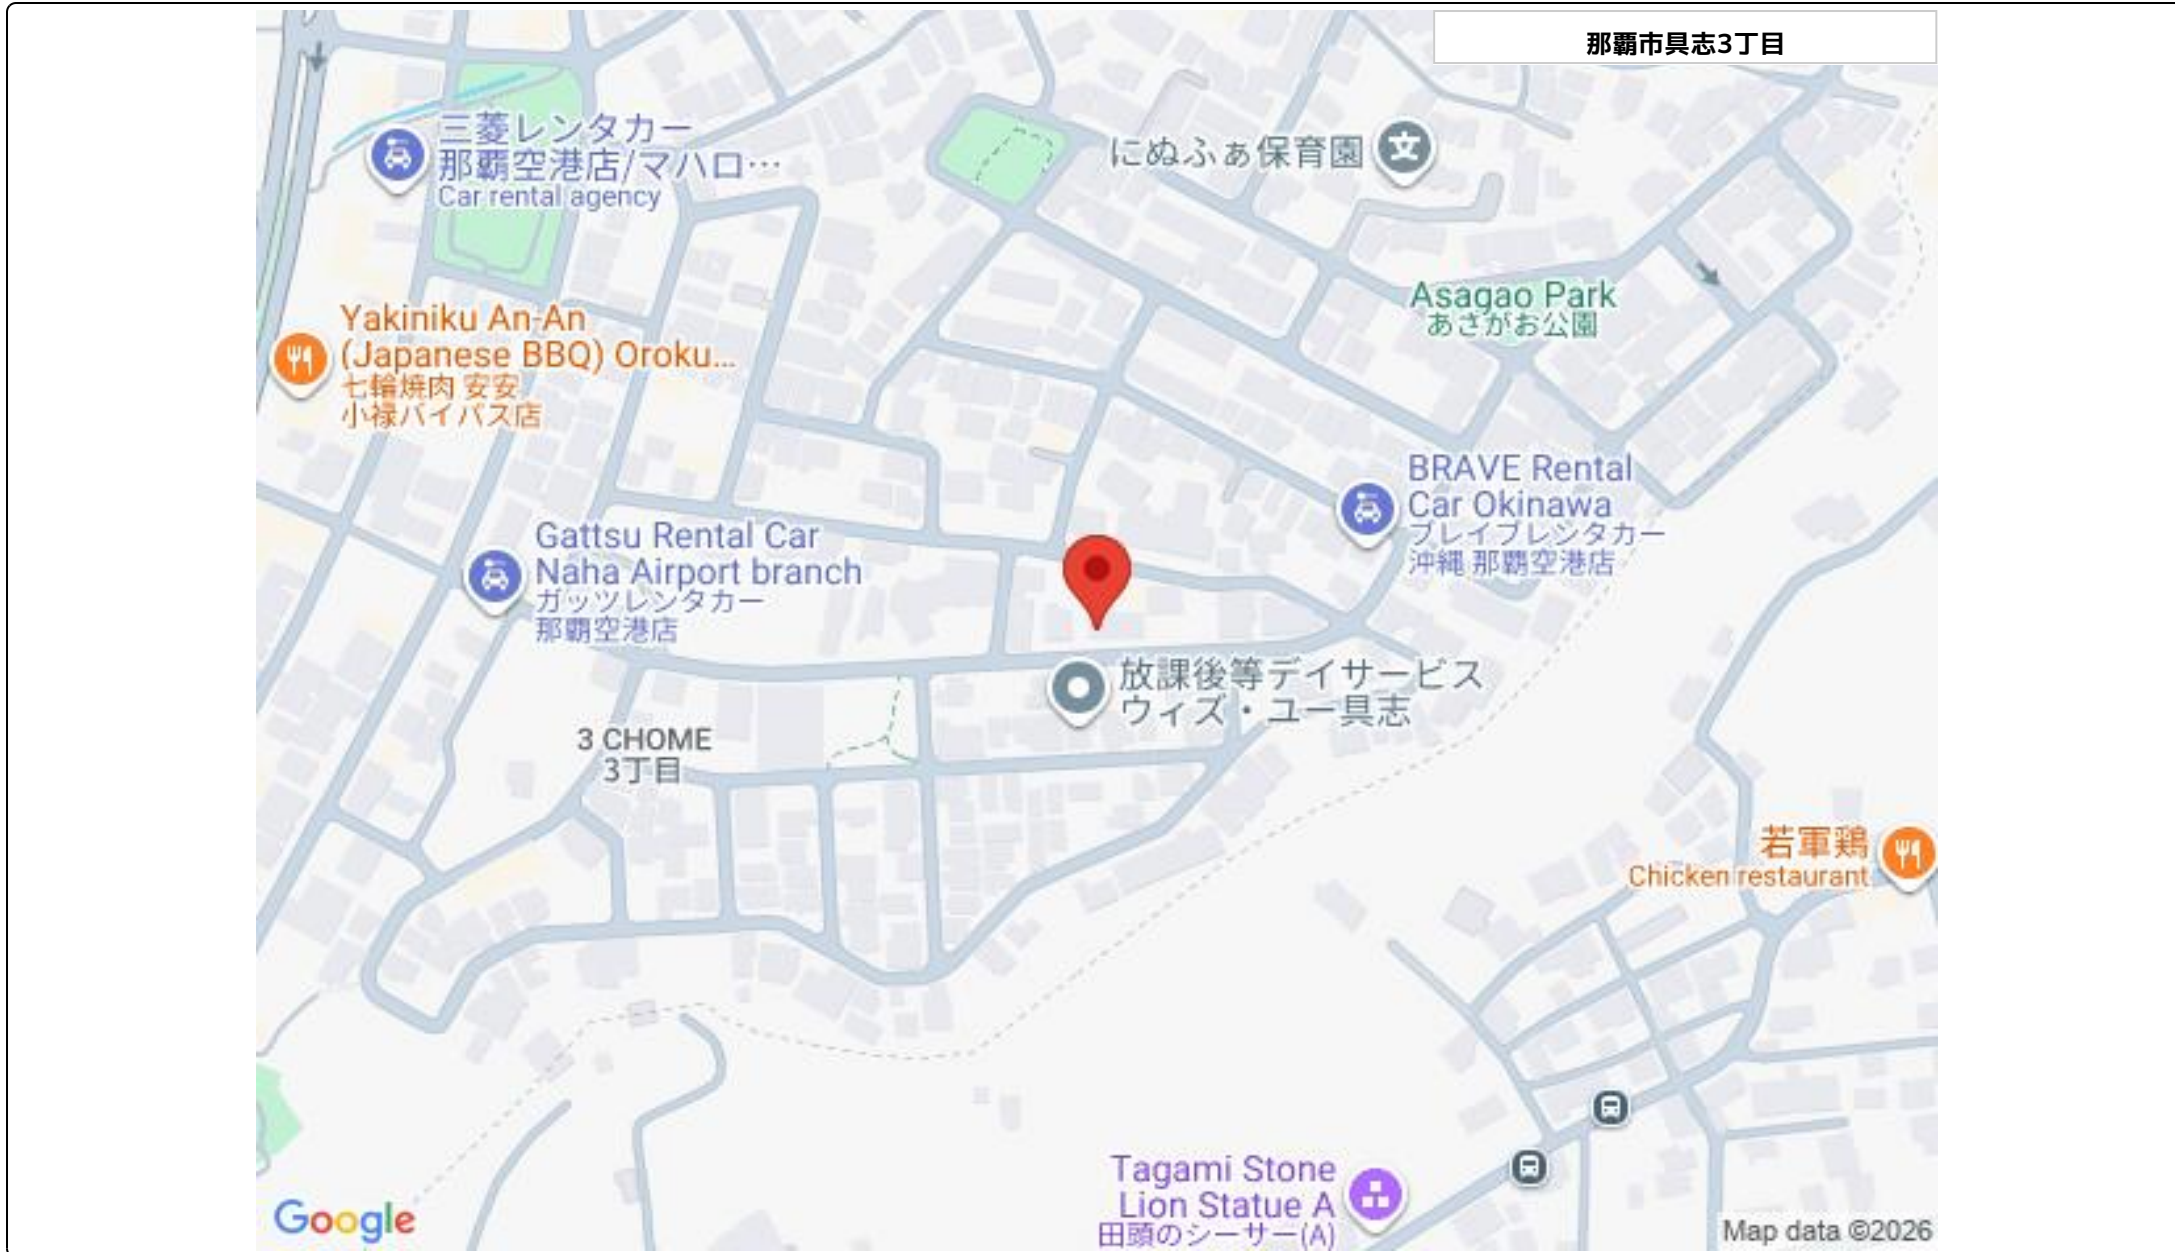 那覇市具志3丁目
三菱レンタカー
那覇空港店/マハロ…
Car rental agency
にぬふぁ保育園
Asagao Park
あさがお公園
Yakiniku An-An
(Japanese BBQ) Oroku...
七輪焼肉 安安
小禄バイパス店
BRAVE Rental
Car Okinawa
ブレイブレンタカー
沖縄 那覇空港店
Gattsu Rental Car
Naha Airport branch
ガッツレンタカー
那覇空港店
放課後等デイサービス
ウィズ・ユー具志
3 CHOME
3丁目
若軍鶏
Chicken restaurant
Tagami Stone
Lion Statue A
田頭のシーサー(A)
Google
Map data ©2026